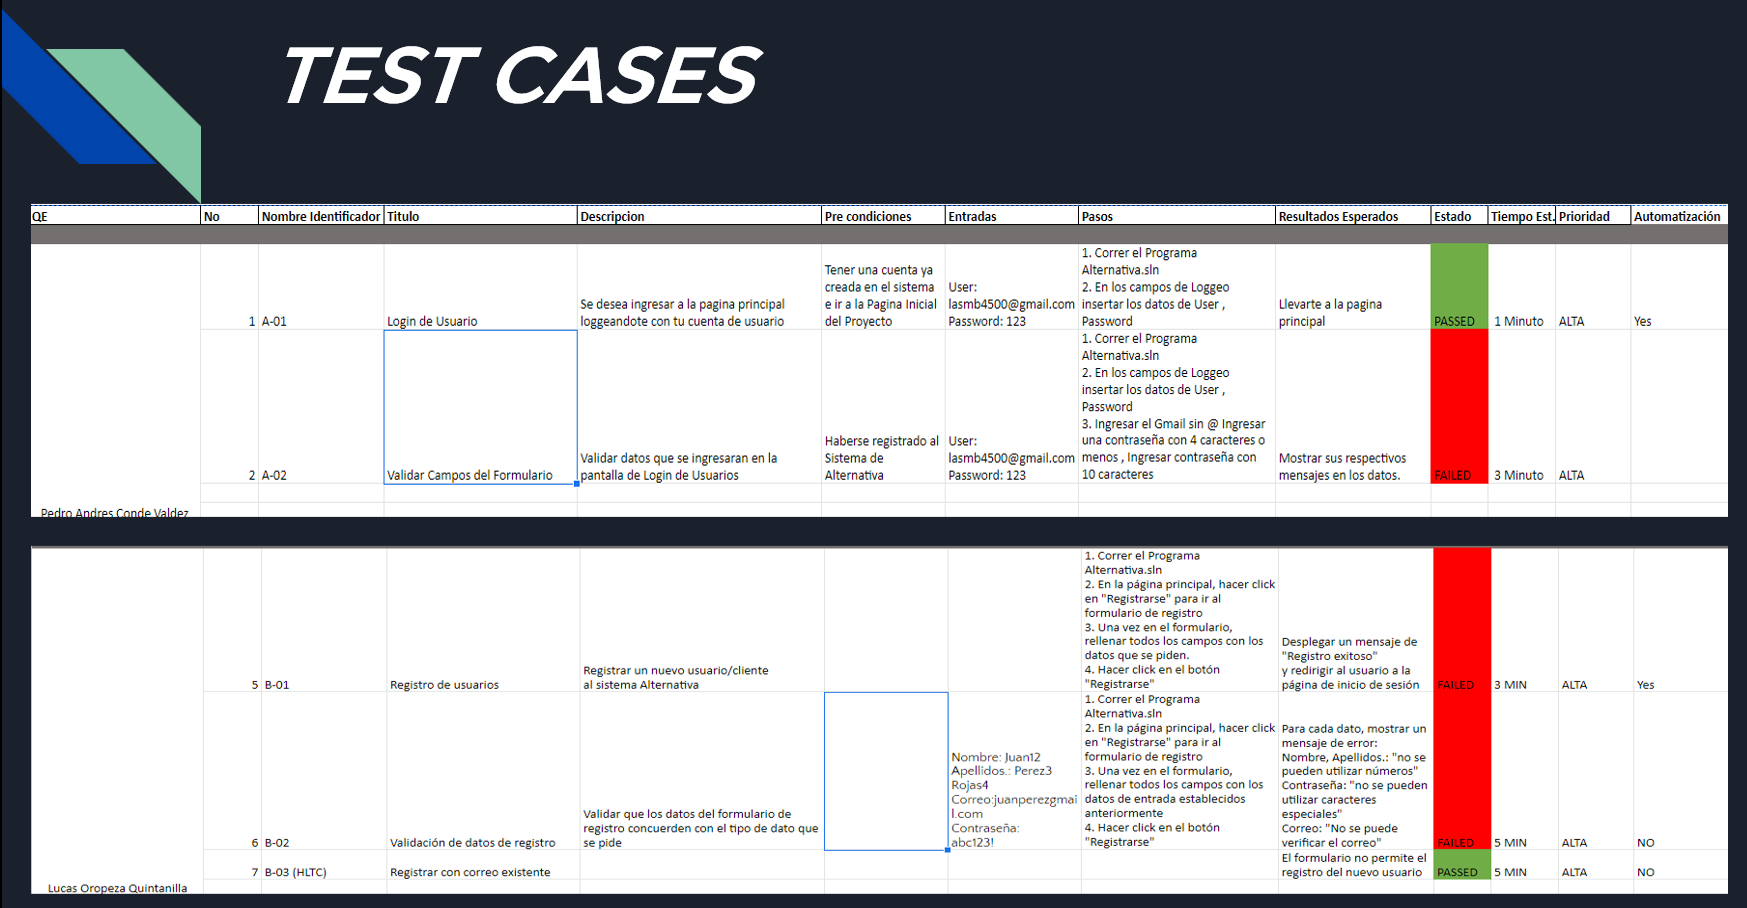 TEST CASES
QE No Nombre Identificador Titulo Descripcion Pre condiciones Entradas Pasos Resultados Esperados Estado Tiempo Est. Prioridad Automatización
1 A-01
Login de Usuario
Se desea ingresar a la pagina principal
loggeandote con tu cuenta de usuario
Tener una cuenta ya
creada en el sistema
e ir a la Pagina Inicial
del Proyecto
User:
lasmb4500@gmail.com
Password: 123
1. Correr el Programa
Alternativa.sln
2. En los campos de Loggeo
insertar los datos de User ,
Password
Llevarte a la pagina
principal
PASSED
1 Minuto
ALTA
Yes
2 A-02
Validar Campos del Formulario
Validar datos que se ingresaran en la
pantalla de Login de Usuarios
Haberse registrado al
Sistema de
Alternativa
User:
lasmb4500@gmail.com
Password: 123
1. Correr el Programa
Alternativa.sln
2. En los campos de Loggeo
insertar los datos de User ,
Password
3. Ingresar el Gmail sin @ Ingresar
una contraseña con 4 caracteres o
menos , Ingresar contraseña con
10 caracteres
Mostrar sus respectivos
mensajes en los datos.
FAILED
3 Minuto
ALTA
Pedro Andres Conde Valdez
5 B-01
Registro de usuarios
Registrar un nuevo usuario/cliente
al sistema Alternativa
1. Correr el Programa
Alternativa.sln
2. En la página principal, hacer click
en "Registrarse" para ir al
formulario de registro
3. Una vez en el formulario,
rellenar todos los campos con los
datos que se piden.
4. Hacer click en el botón
"Registrarse"
Desplegar un mensaje de
"Registro exitoso"
y redirigir al usuario a la
página de inicio de sesión
FAILED
3 MIN
ALTA
Yes
6 B-02
Validación de datos de registro
Validar que los datos del formulario de
registro concuerden con el tipo de dato que
se pide
Nombre: Juan12
Apellidos.: Perez3
Rojas4
Correo:juanperezgmai
l.com
Contraseña:
abc123!
1. Correr el Programa
Alternativa.sln
2. En la página principal, hacer click
en "Registrarse" para ir al
formulario de registro
3. Una vez en el formulario,
rellenar todos los campos con los
datos de entrada establecidos
anteriormente
4. Hacer click en el botón
"Registrarse"
Para cada dato, mostrar un
mensaje de error:
Nombre, Apellidos.: "no se
pueden utilizar números"
Contraseña: "no se pueden
utilizar caracteres
especiales"
Correo: "No se puede
verificar el correo"
FAILED
5 MIN
ALTA
NO
7 B-03 (HLTC)
Registrar con correo existente
El formulario no permite el
registro del nuevo usuario
PASSED
5 MIN
ALTA
NO
Lucas Oropeza Quintanilla